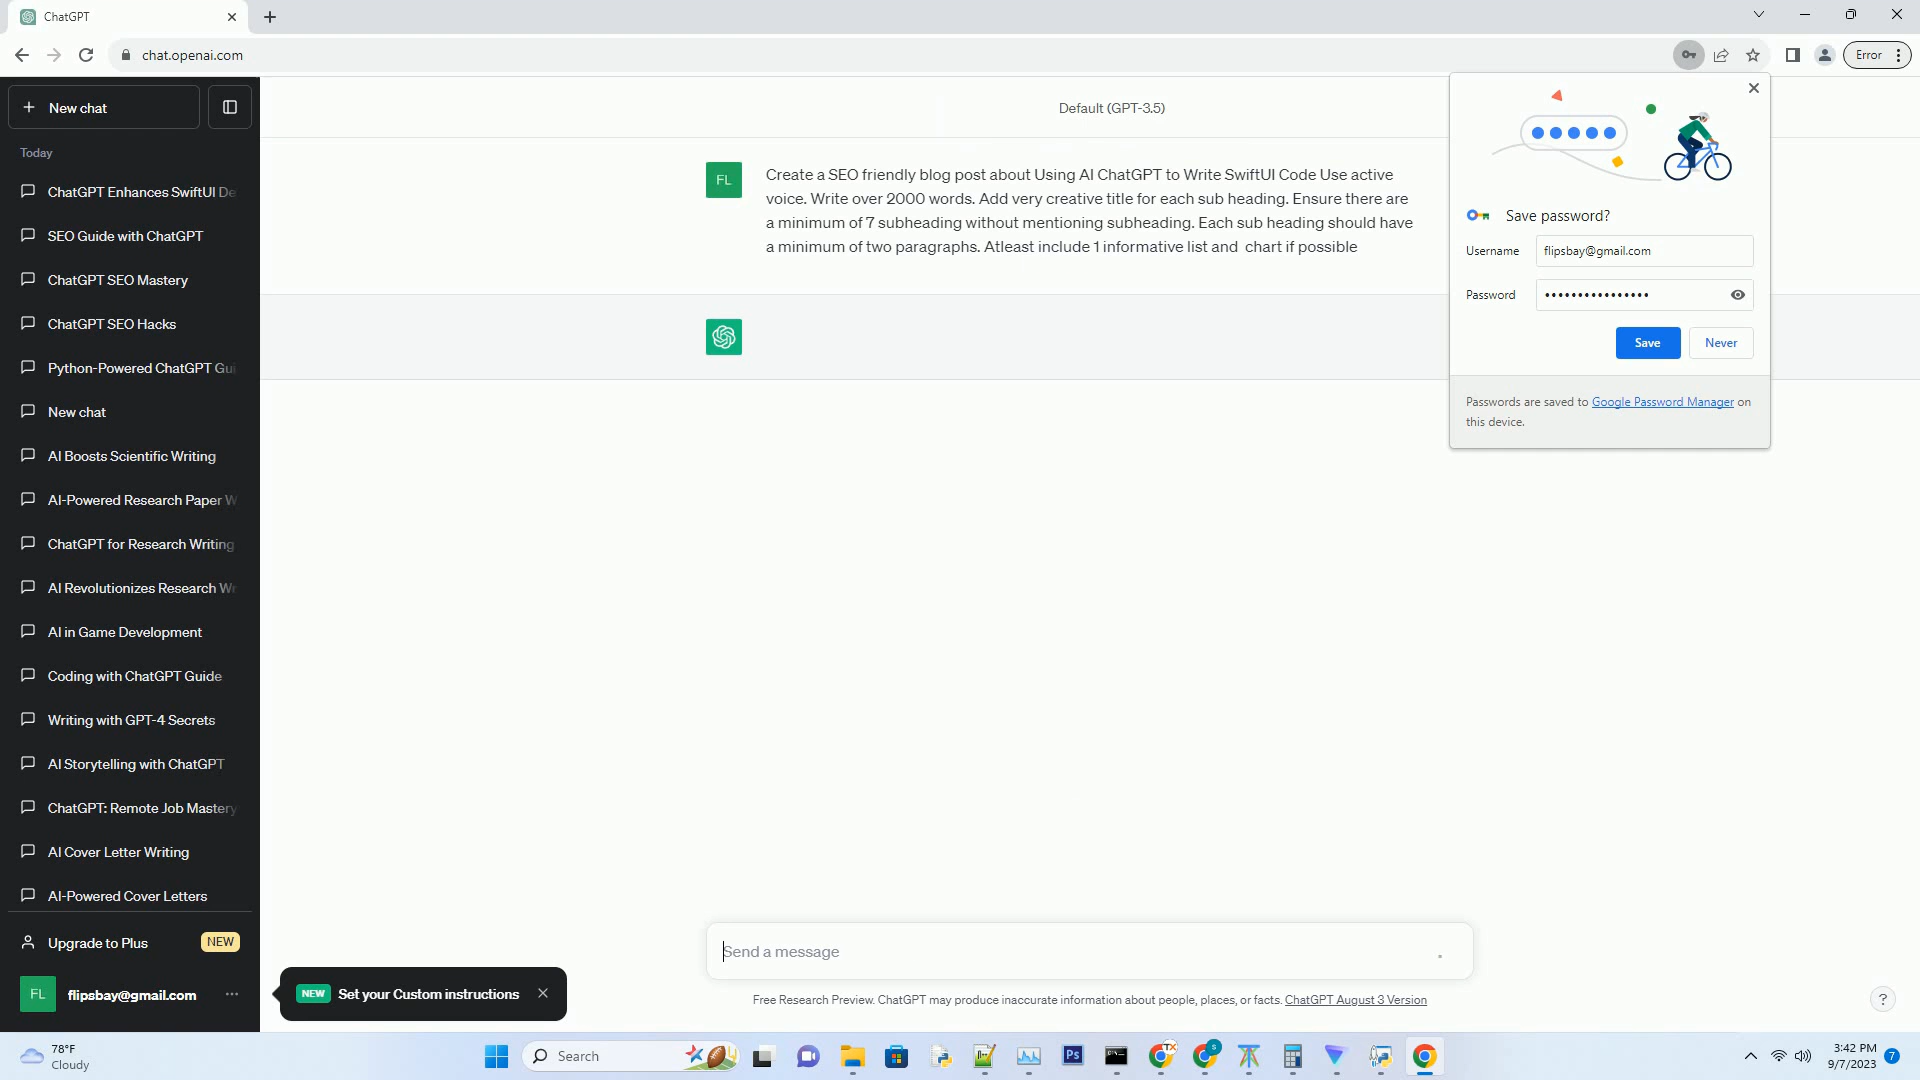 ChatGPT
chat.openai.com
Error
New chat
Default (GPT-3.5)
Today
ChatGPT Enhances SwiftUI De
SEO Guide with ChatGPT
ChatGPT SEO Mastery
ChatGPT SEO Hacks
Python-Powered ChatGPT Gui
New chat
AI Boosts Scientific Writing
AI-Powered Research Paper W
ChatGPT for Research Writing
AI Revolutionizes Research Wr
AI in Game Development
Coding with ChatGPT Guide
Writing with GPT-4 Secrets
AI Storytelling with ChatGPT
ChatGPT: Remote Job Mastery
AI Cover Letter Writing
AI-Powered Cover Letters
Upgrade to Plus NEW
FL flipsbay@gmail.com
NEW Set your Custom instructions
FL
Create a SEO friendly blog post about Using AI ChatGPT to Write SwiftUI Code Use active
voice. Write over 2000 words. Add very creative title for each sub heading. Ensure there are
a minimum of 7 subheading without mentioning subheading. Each sub heading should have
a minimum of two paragraphs. Atleast include 1 informative list and chart if possible
Save password?
Username flipsbay@gmail.com
Password ••••••••••••••••
Save Never
Passwords are saved to Google Password Manager on
this device.
Send a message
Free Research Preview. ChatGPT may produce inaccurate information about people, places, or facts. ChatGPT August 3 Version
?
78°F
Cloudy
Search
Ps
TX
s
3:42 PM
9/7/2023
7